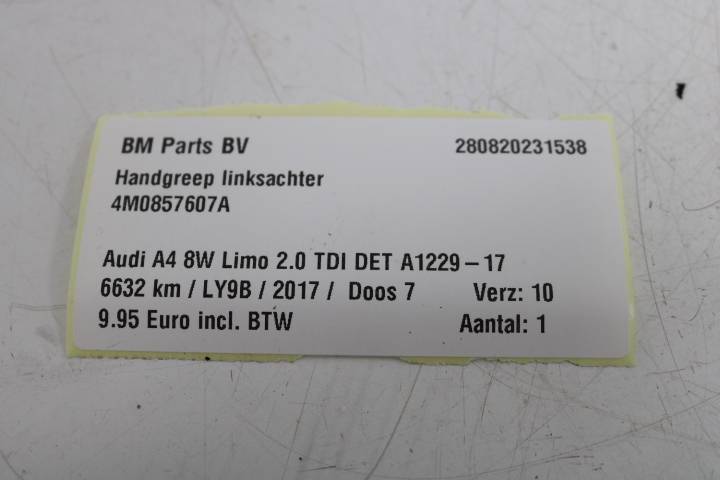 BM Parts BV 280820231538
Handgreep linksachter
4M0857607A
Audi A4 8W Limo 2.0 TDI DET A1229-17
6632 km / LY9B / 2017 / Doos 7 Verz: 10
9.95 Euro incl. BTW Aantal: 1